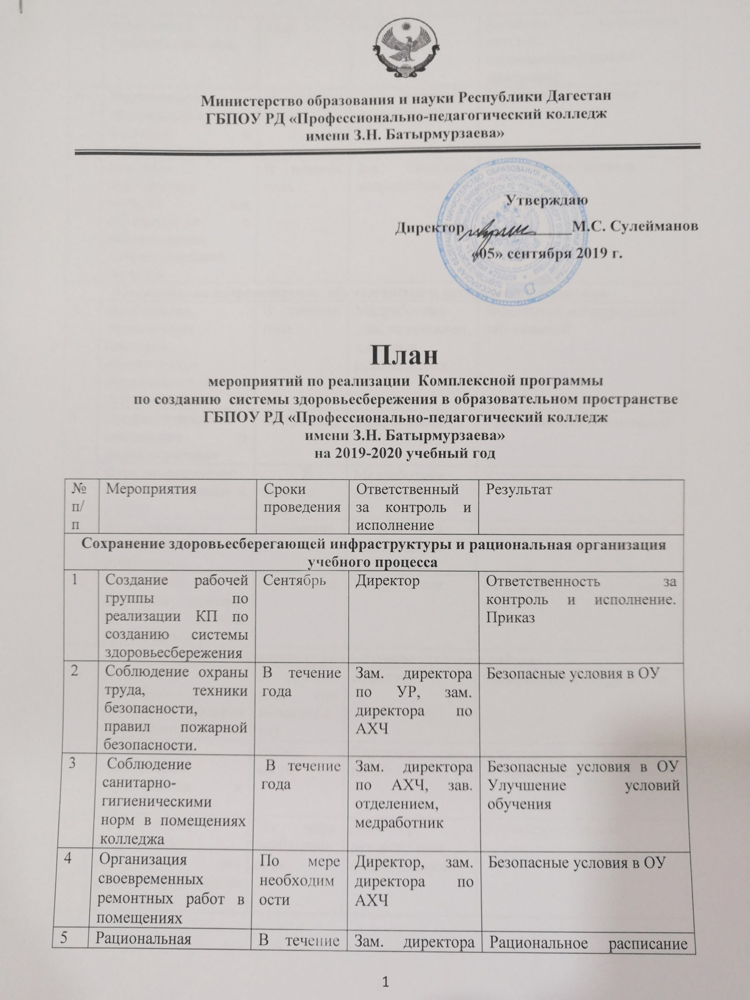 Министерство образования и науки Республики Дагестан
ГБПОУ РД «Профессионально-педагогический колледж
имени З.Н. Батырмурзаева»
Утверждаю
Директор М.С. Сулейманов
«05» сентября 2019 г.
План
мероприятий по реализации Комплексной программы
по созданию системы здоровьесбережения в образовательном пространстве
ГБПОУ РД «Профессионально-педагогический колледж
имени З.Н. Батырмурзаева»
на 2019-2020 учебный год
№ п/п
Мероприятия
Сроки
проведения
Ответственный
за контроль и
исполнение
Результат
Сохранение здоровьесберегающей инфраструктуры и рациональная организация
учебного процесса
1
Создание рабочей
группы по
реализации КП по
созданию системы
здоровьесбережения
Сентябрь
Директор
Ответственность за
контроль и исполнение.
Приказ
2
Соблюдение охраны
труда, техники
безопасности,
правил пожарной
безопасности.
В течение
года
Зам. директора
по УР, зам.
директора по
АХЧ
Безопасные условия в ОУ
3
Соблюдение
санитарно-
гигиеническими
норм в помещениях
колледжа
В течение
года
Зам. директора
по АХЧ, зав.
отделением,
медработник
Безопасные условия в ОУ
Улучшение условий
обучения
4
Организация
своевременных
ремонтных работ в
помещениях
По мере
необходим
ости
Директор, зам.
директора по
АХЧ
Безопасные условия в ОУ
5
Рациональная
В течение
Зам. директора
Рациональное расписание
1